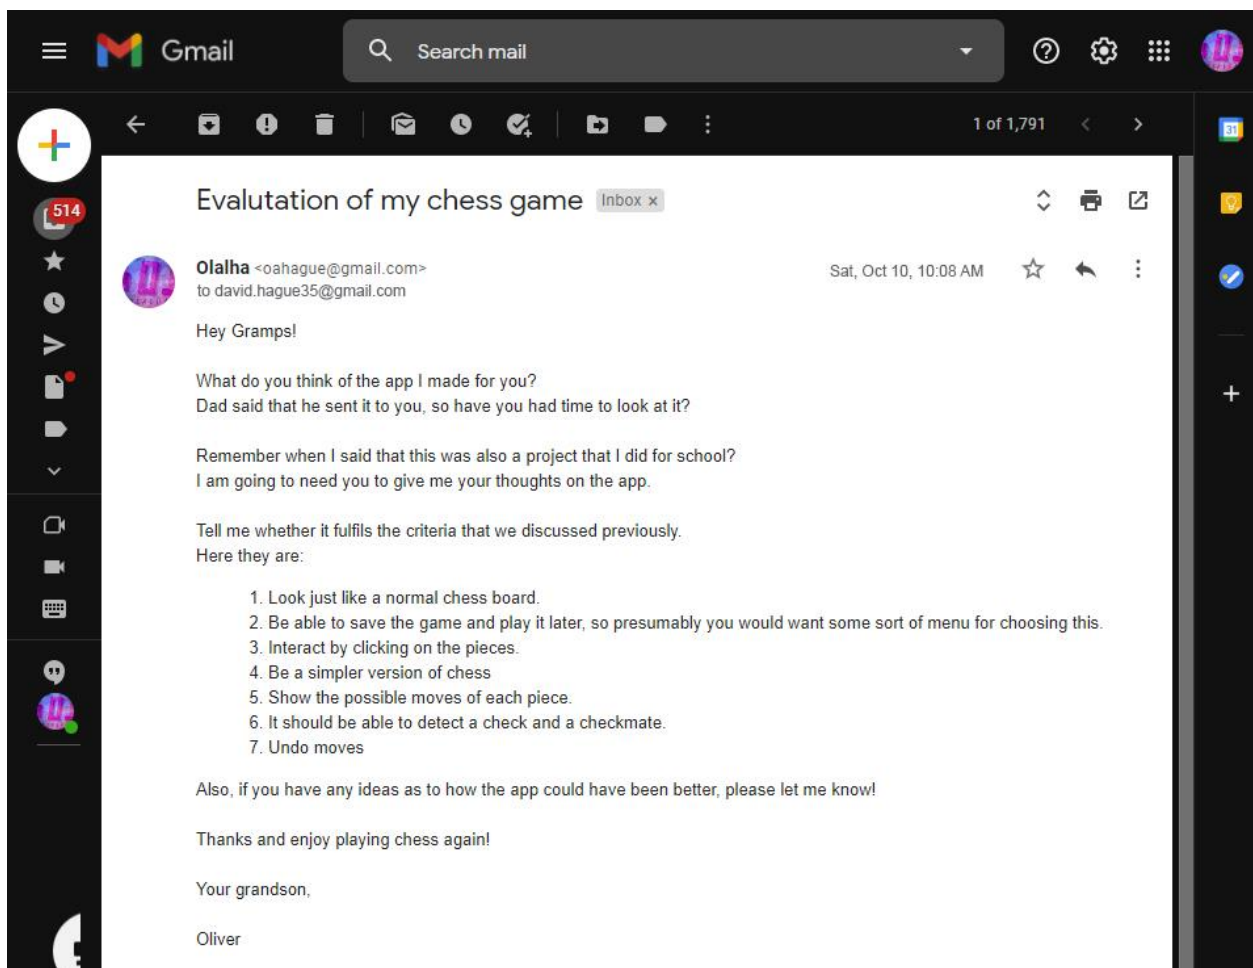 Gmail
Search mail
1 of 1,791
31
514
Evalutation of my chess game Inbox x
Olalha <oahague@gmail.com> Sat, Oct 10, 10:08 AM
to david.hague35@gmail.com
Hey Gramps!
What do you think of the app I made for you?
Dad said that he sent it to you, so have you had time to look at it?
Remember when I said that this was also a project that I did for school?
I am going to need you to give me your thoughts on the app.
Tell me whether it fulfils the criteria that we discussed previously.
Here they are:
1. Look just like a normal chess board.
2. Be able to save the game and play it later, so presumably you would want some sort of menu for choosing this.
3. Interact by clicking on the pieces.
4. Be a simpler version of chess
5. Show the possible moves of each piece.
6. It should be able to detect a check and a checkmate.
7. Undo moves
Also, if you have any ideas as to how the app could have been better, please let me know!
Thanks and enjoy playing chess again!
Your grandson,
Oliver